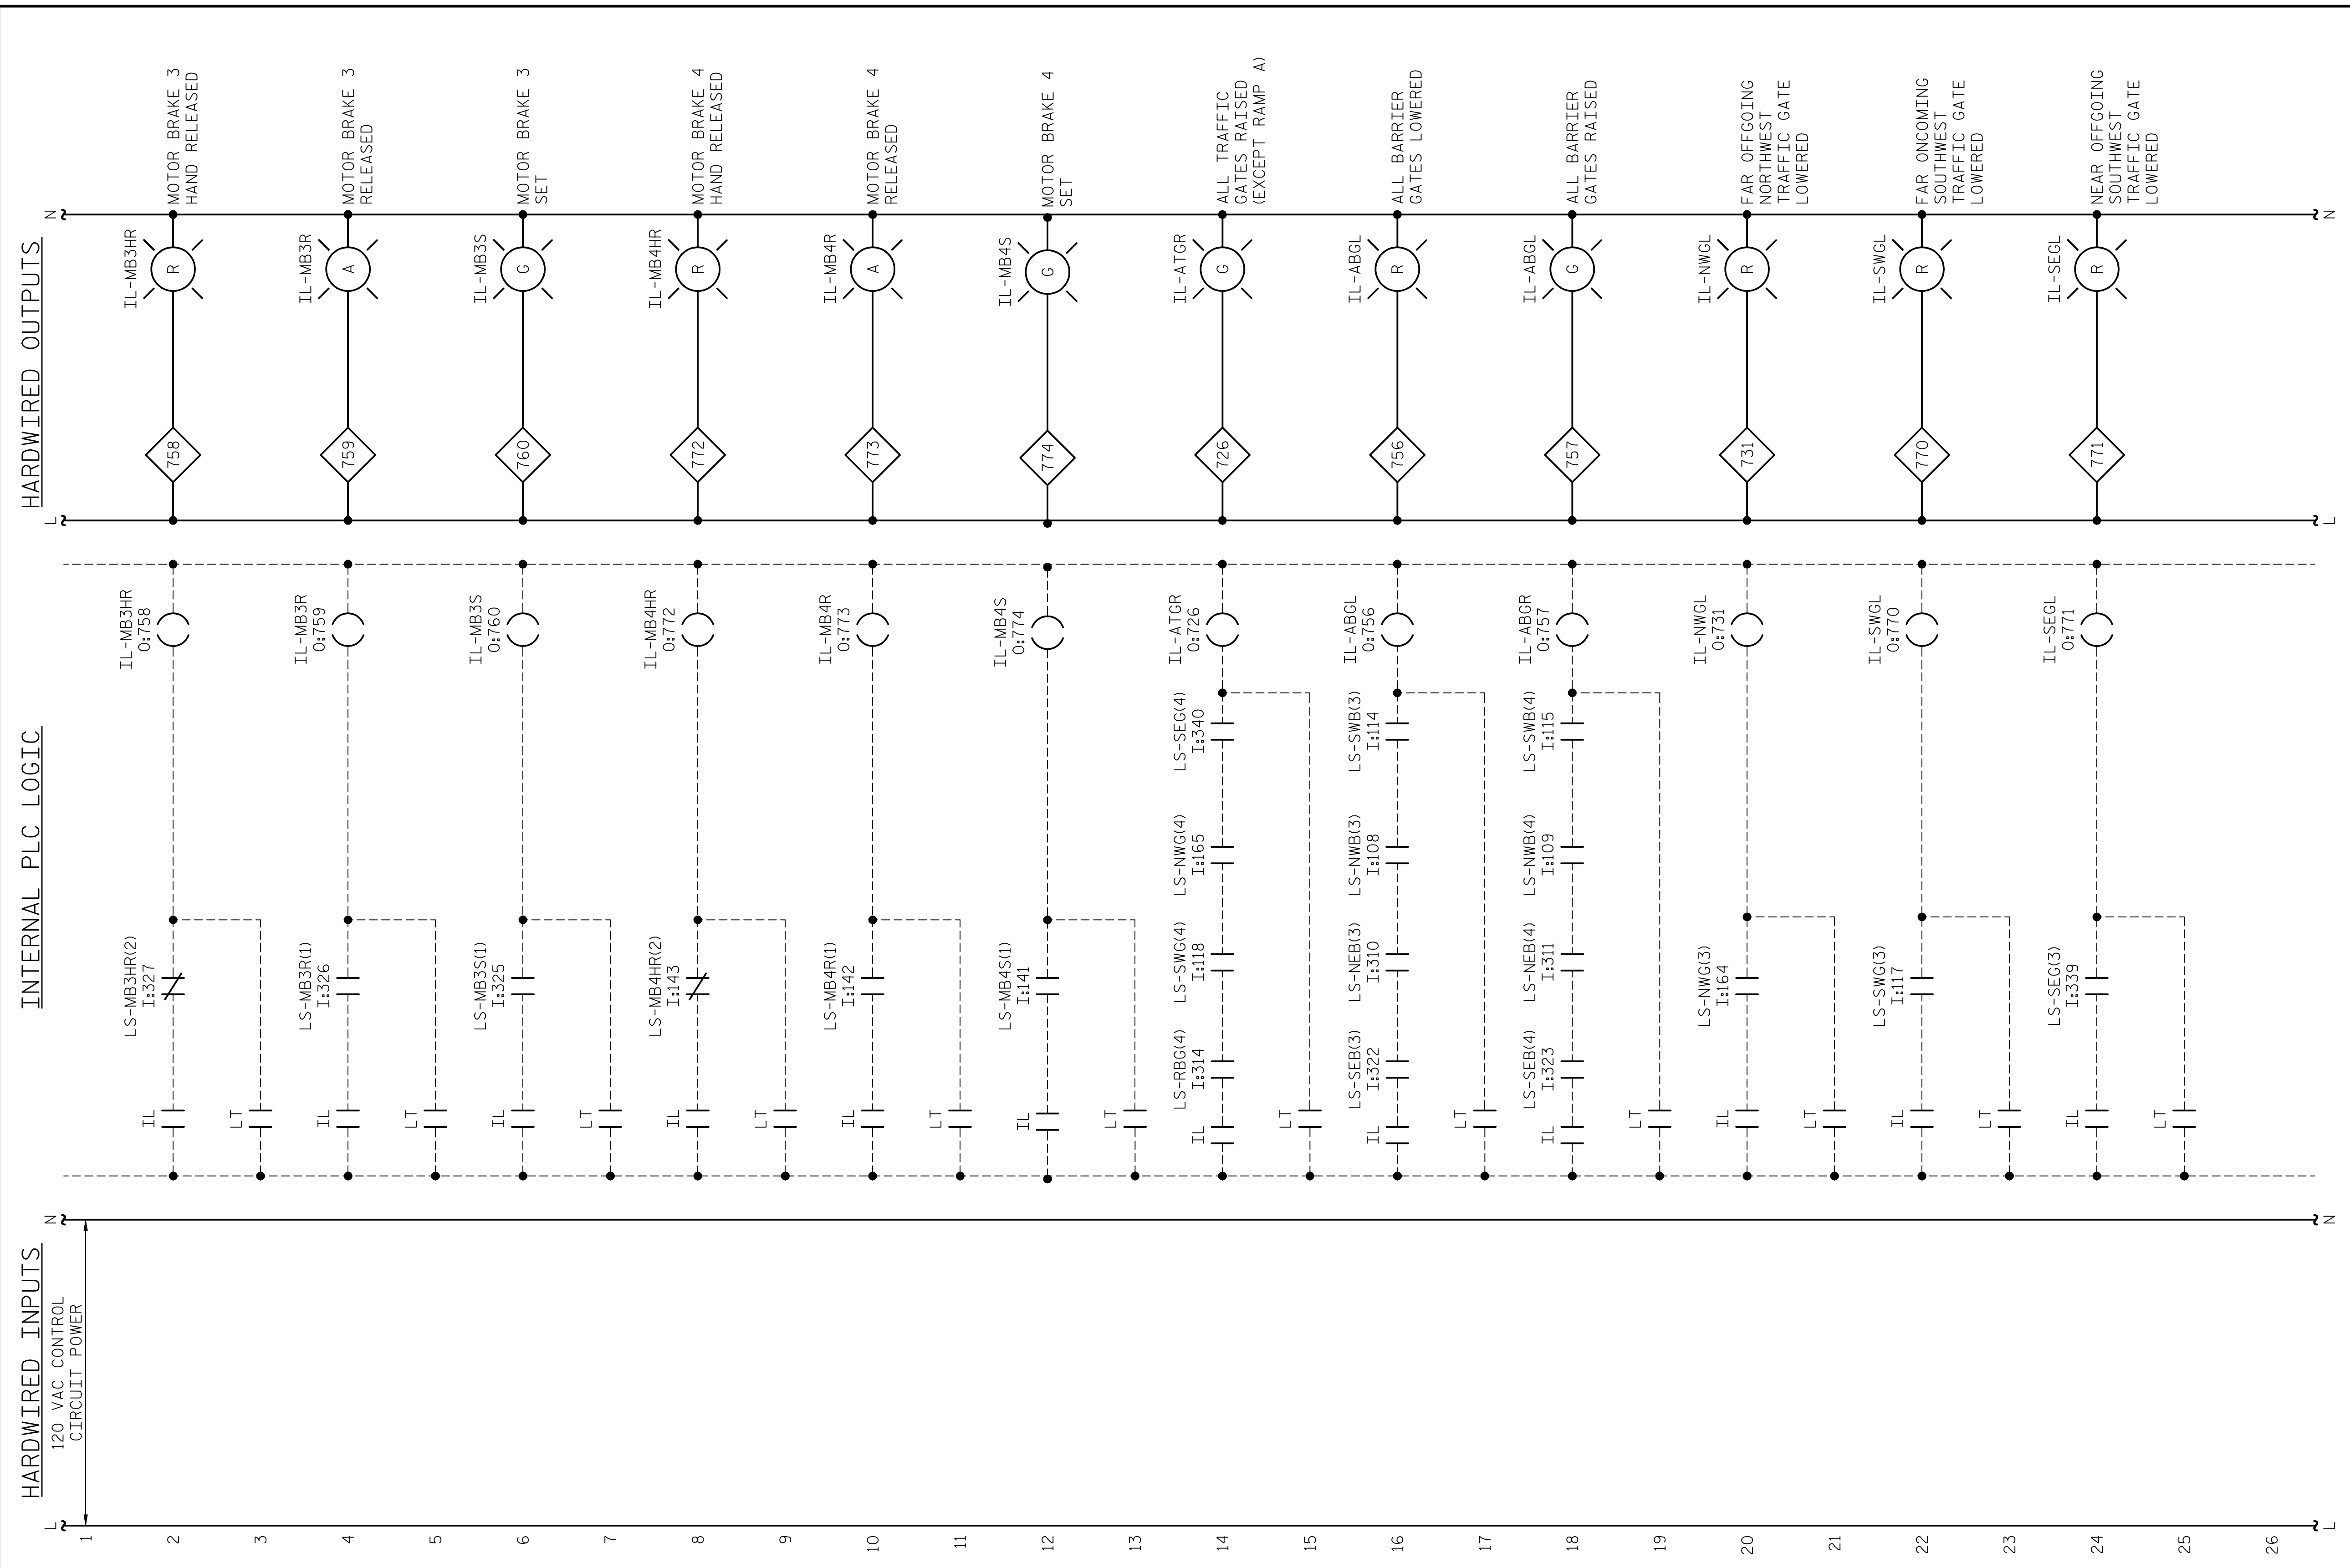 HARDWIRED INPUTS
INTERNAL PLC LOGIC
HARDWIRED OUTPUTS
L
120 VAC CONTROL
CIRCUIT POWER
N
L
N
1
2
IL
LS-MB3HR(2)
I:327
IL-MB3HR
O:758
758
IL-MB3HR
R
MOTOR BRAKE 3
HAND RELEASED
3
LT
4
IL
LS-MB3R(1)
I:326
IL-MB3R
O:759
759
IL-MB3R
A
MOTOR BRAKE 3
RELEASED
5
LT
6
IL
LS-MB3S(1)
I:325
IL-MB3S
O:760
760
IL-MB3S
G
MOTOR BRAKE 3
SET
7
LT
8
IL
LS-MB4HR(2)
I:143
IL-MB4HR
O:772
772
IL-MB4HR
R
MOTOR BRAKE 4
HAND RELEASED
9
LT
10
IL
LS-MB4R(1)
I:142
IL-MB4R
O:773
773
IL-MB4R
A
MOTOR BRAKE 4
RELEASED
11
LT
12
IL
LS-MB4S(1)
I:141
IL-MB4S
O:774
774
IL-MB4S
G
MOTOR BRAKE 4
SET
13
LT
14
IL
LS-RBG(4)
I:314
LS-SWG(4)
I:118
LS-NWG(4)
I:165
LS-SEG(4)
I:340
IL-ATGR
O:726
726
IL-ATGR
G
ALL TRAFFIC
GATES RAISED
(EXCEPT RAMP A)
15
LT
16
IL
LS-SEB(3)
I:322
LS-NEB(3)
I:310
LS-NWB(3)
I:108
LS-SWB(3)
I:114
IL-ABGL
O:756
756
IL-ABGL
R
ALL BARRIER
GATES LOWERED
17
LT
18
IL
LS-SEB(4)
I:323
LS-NEB(4)
I:311
LS-NWB(4)
I:109
LS-SWB(4)
I:115
IL-ABGR
O:757
757
IL-ABGL
G
ALL BARRIER
GATES RAISED
19
LT
20
IL
LS-NWG(3)
I:164
IL-NWGL
O:731
731
IL-NWGL
R
FAR OFFGOING
NORTHWEST
TRAFFIC GATE
LOWERED
21
LT
22
IL
LS-SWG(3)
I:117
IL-SWGL
O:770
770
IL-SWGL
R
FAR ONCOMING
SOUTHWEST
TRAFFIC GATE
LOWERED
23
LT
24
IL
LS-SEG(3)
I:339
IL-SEGL
O:771
771
IL-SEGL
R
NEAR OFFGOING
SOUTHWEST
TRAFFIC GATE
LOWERED
25
LT
26
L
N
L
N